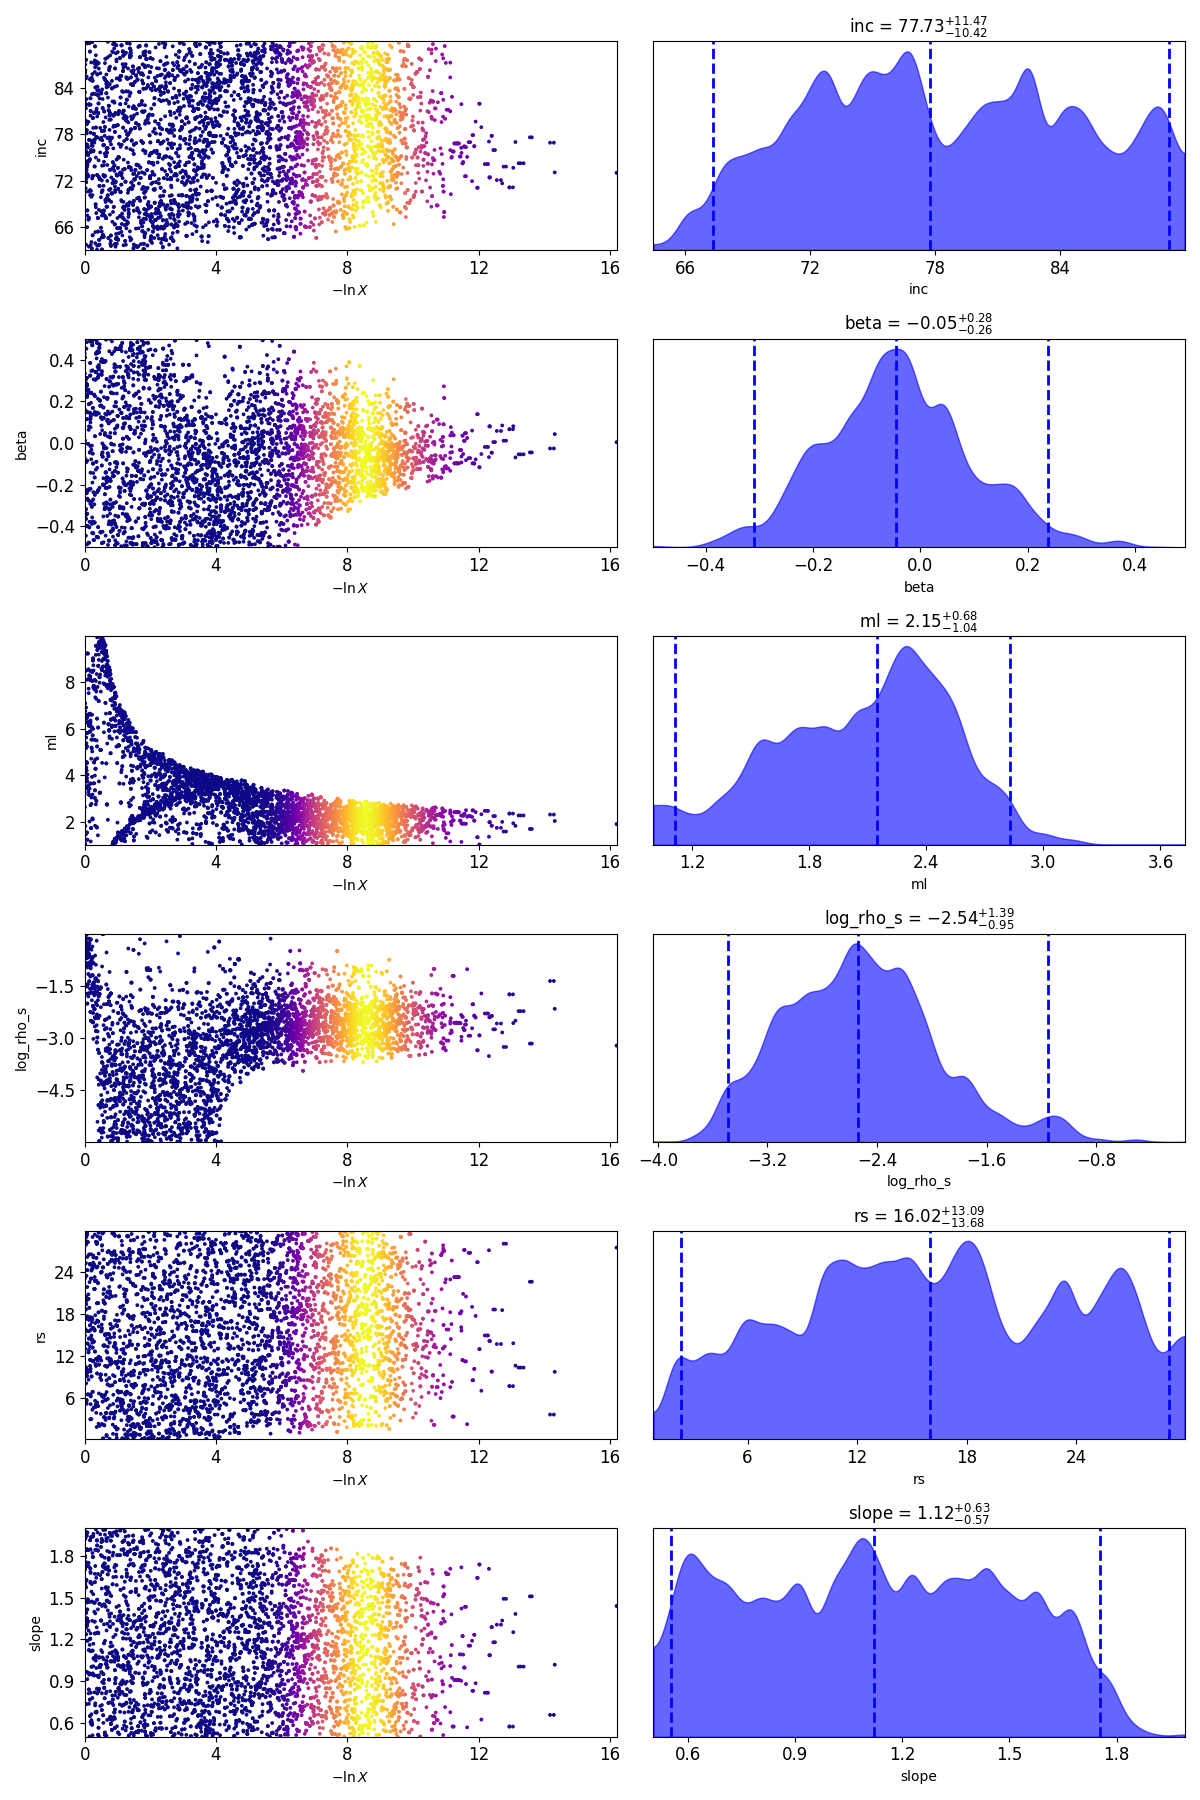 inc = 77.73+11.47 −10.42
84
78
72
66
inc
0 4 8 12 16
−ln X
66 72 78 84
inc
beta = −0.05+0.28 −0.26
0.4
0.2
0.0
−0.2
−0.4
beta
0 4 8 12 16
−ln X
−0.4 −0.2 0.0 0.2 0.4
beta
ml = 2.15+0.68 −1.04
8
6
4
2
ml
0 4 8 12 16
−ln X
1.2 1.8 2.4 3.0 3.6
ml
log_rho_s = −2.54+1.39 −0.95
−1.5
−3.0
−4.5
log_rho_s
0 4 8 12 16
−ln X
−4.0 −3.2 −2.4 −1.6 −0.8
log_rho_s
rs = 16.02+13.09 −13.68
24
18
12
6
rs
0 4 8 12 16
−ln X
6 12 18 24
rs
slope = 1.12+0.63 −0.57
1.8
1.5
1.2
0.9
0.6
slope
0 4 8 12 16
−ln X
0.6 0.9 1.2 1.5 1.8
slope